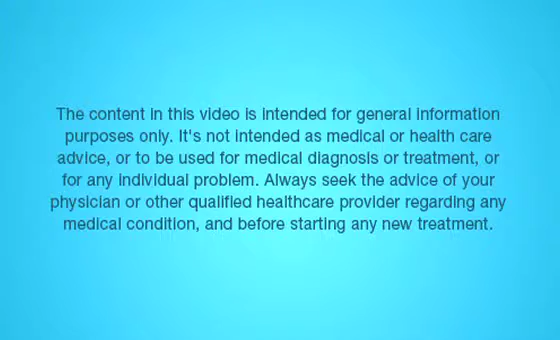 The content in this video is intended for general information
purposes only. It's not intended as medical or health care
advice, or to be used for medical diagnosis or treatment, or
for any individual problem. Always seek the advice of your
physician or other qualified healthcare provider regarding any
medical condition, and before starting any new treatment.